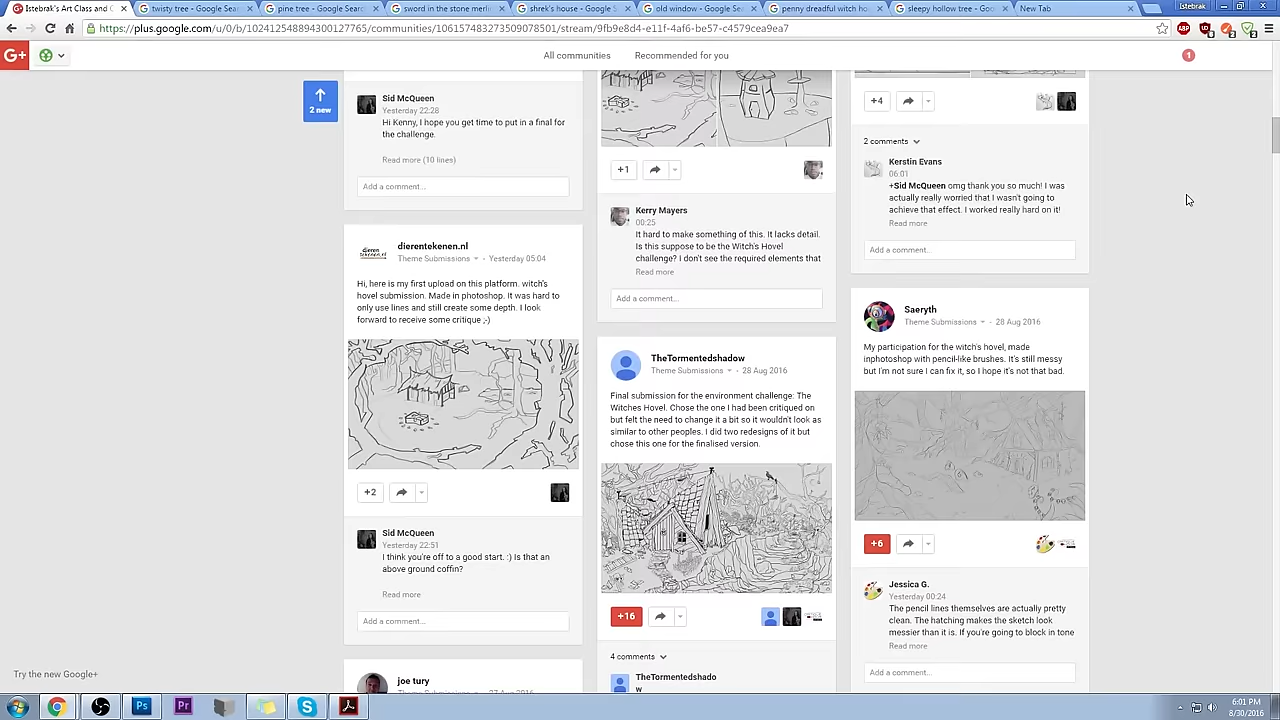 Istebrak's Art Class and C
twisty tree - Google Searc
pine tree - Google Search
sword in the stone merlin
shrek's house - Google S
old window - Google Sea
penny dreadful witch ho
sleepy hollow tree - Goo
New Tab
Istebrak
https://plus.google.com/u/0/b/102412548894300127765/communities/106157483273509078501/stream/9fb9e8d4-e11f-4af6-be57-c4579cea9ea7
G+
All communities
Recommended for you
1
2 new
Sid McQueen
Yesterday 22:28
Hi Kenny, I hope you get time to put in a final for
the challenge.
Read more (10 lines)
Add a comment...
dierentekenen.nl
Theme Submissions - Yesterday 05:04
Hi, here is my first upload on this platform. witch's
hovel submission. Made in photoshop. It was hard to
only use lines and still create some depth. I look
forward to receive some critique ;-)
+2
Sid McQueen
Yesterday 22:51
I think you're off to a good start. :) Is that an
above ground coffin?
Read more
Add a comment...
joe tury
Theme Submissions - 27 Aug 2016
+1
Kerry Mayers
00:25
It hard to make something of this. It lacks detail.
Is this suppose to be the Witch's Hovel
challenge? I don't see the required elements that
Read more
Add a comment...
TheTormentedshadow
Theme Submissions - 28 Aug 2016
Final submission for the environment challenge: The
Witches Hovel. Chose the one I had been critiqued on
but felt the need to change it a bit so it wouldn't look as
similar to other peoples. I did two redesigns of it but
chose this one for the finalised version.
+16
4 comments
TheTormentedshado
w
+4
2 comments
Kerstin Evans
06:01
+Sid McQueen omg thank you so much! I was
actually really worried that I wasn't going to
achieve that effect. I worked really hard on it!
Read more
Add a comment...
Saeryth
Theme Submissions - 28 Aug 2016
My participation for the witch's hovel, made
inphotoshop with pencil-like brushes. It's still messy
but I'm not sure I can fix it, so I hope it's not that bad.
+6
Jessica G.
Yesterday 00:24
The pencil lines themselves are actually pretty
clean. The hatching makes the sketch look
messier than it is. If you're going to block in tone
Read more
Add a comment...
Try the new Google+
Ps
Pr
6:01 PM
8/30/2016